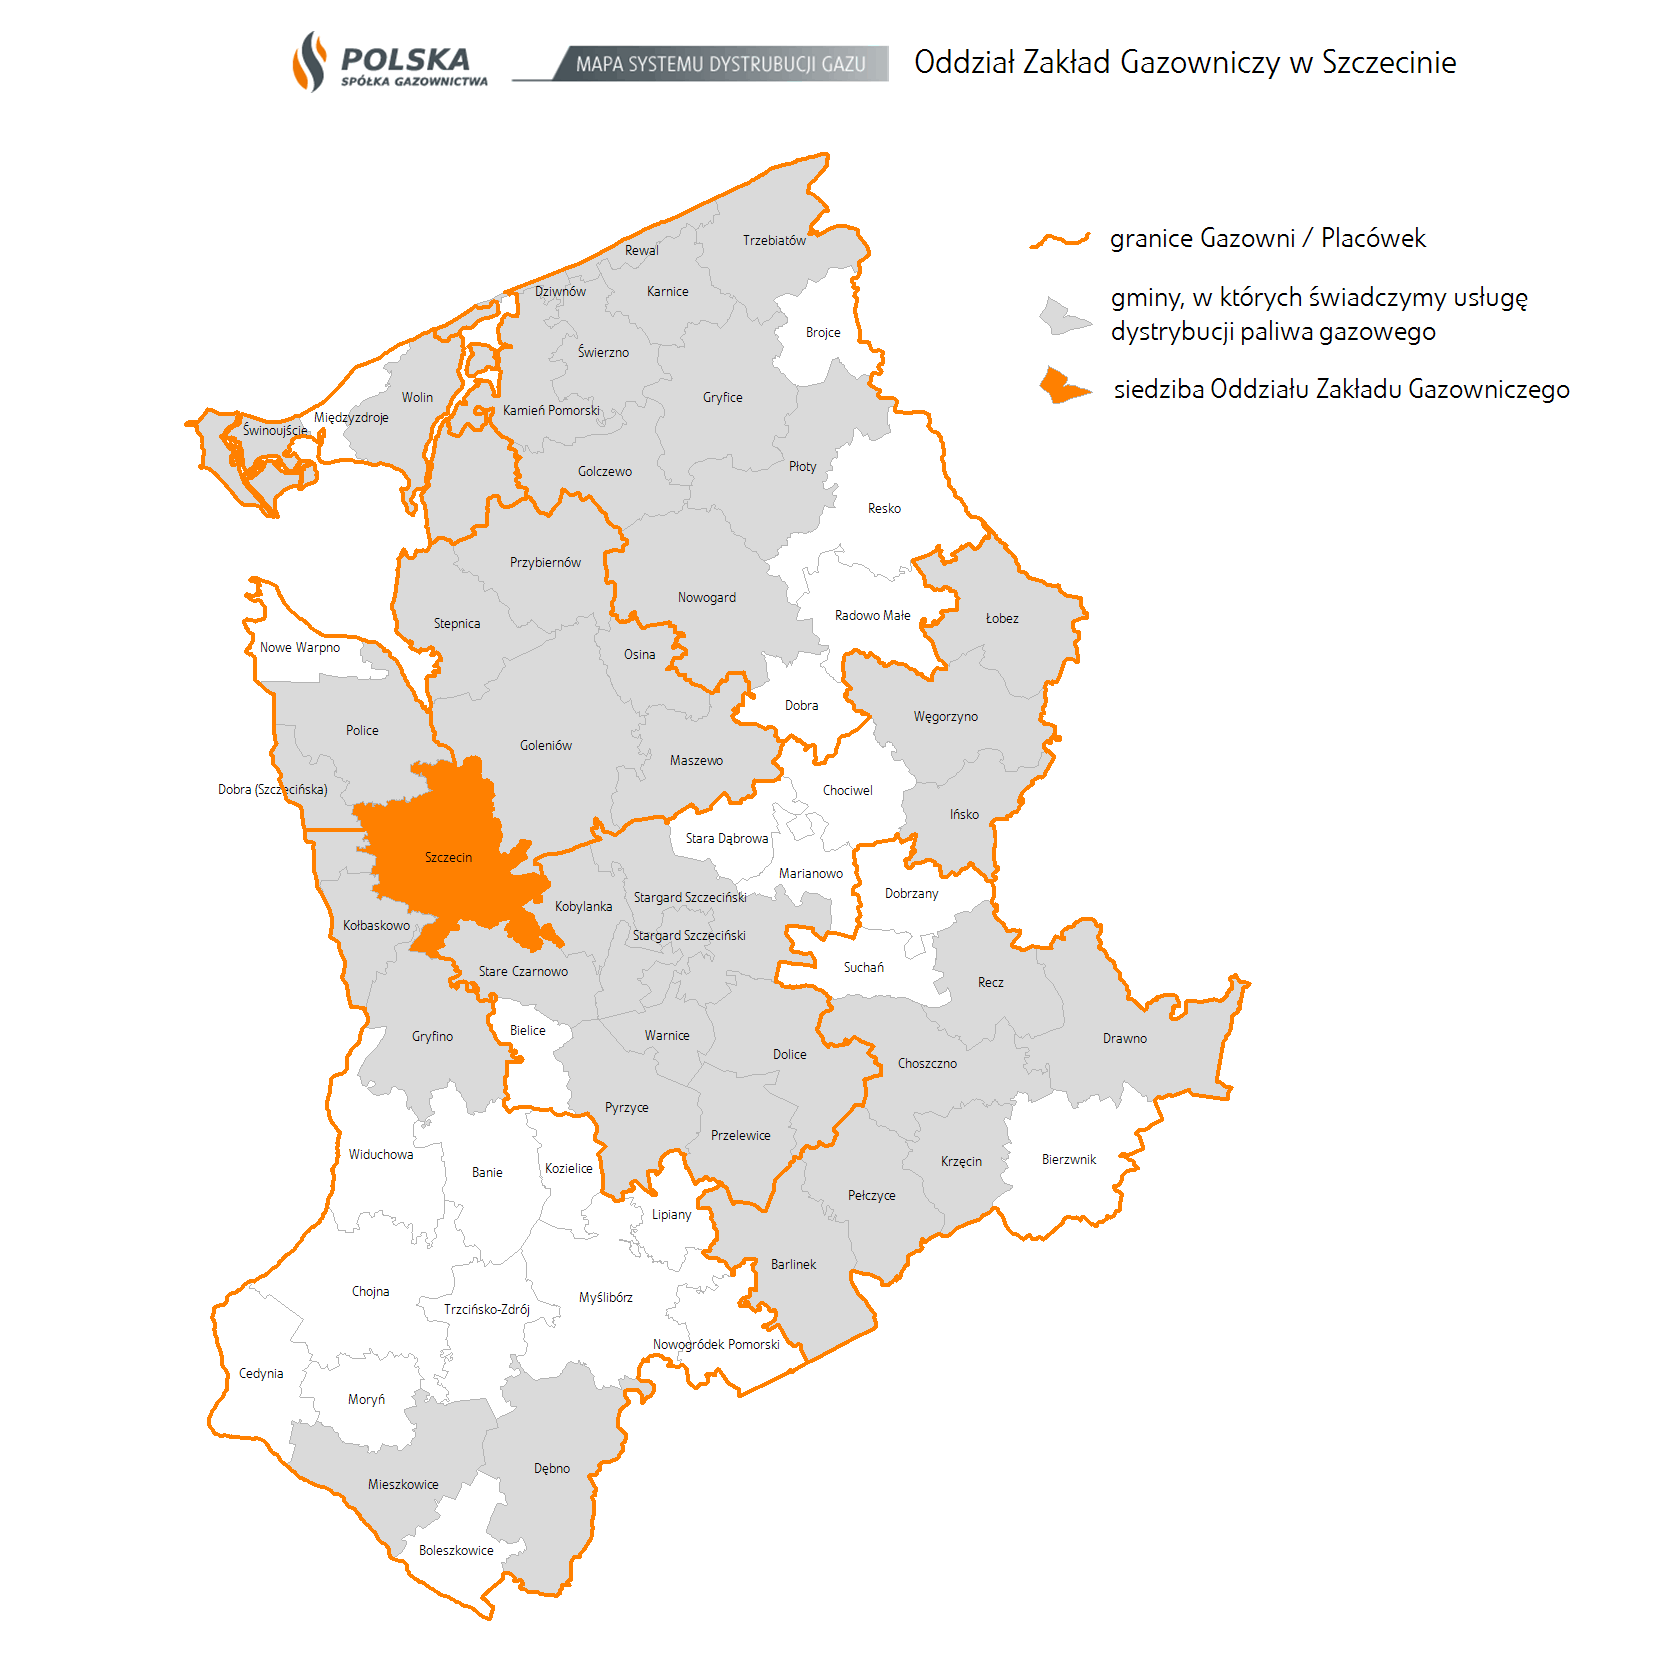 POLSKA
SPÓŁKA GAZOWNICTWA
MAPA SYSTEMU DYSTRUBUCJI GAZU
Oddział Zakład Gazowniczy w Szczecinie
granice Gazowni / Placówek
gminy, w których świadczymy usługę
dystrybucji paliwa gazowego
siedziba Oddziału Zakładu Gazowniczego
Trzebiatów
Rewal
Dziwnów
Karnice
Brojce
Świerzno
Wolin
Gryfice
Kamień Pomorski
Międzyzdroje
Świnoujście
Płoty
Golczewo
Resko
Przybiernów
Nowogard
Radowo Małe
Łobez
Stepnica
Nowe Warpno
Osina
Dobra
Węgorzyno
Police
Goleniów
Maszewo
Dobra (Szczecińska)
Chociwel
Ińsko
Stara Dąbrowa
Szczecin
Marianowo
Dobrzany
Stargard Szczeciński
Kobylanka
Kołbaskowo
Stargard Szczeciński
Suchań
Stare Czarnowo
Recz
Bielice
Gryfino
Warnice
Drawno
Dolice
Choszczno
Pyrzyce
Przelewice
Widuchowa
Krzęcin
Bierzwnik
Kozielice
Banie
Pełczyce
Lipiany
Barlinek
Chojna
Myślibórz
Trzcińsko-Zdrój
Nowogródek Pomorski
Cedynia
Moryń
Dębno
Mieszkowice
Boleszkowice